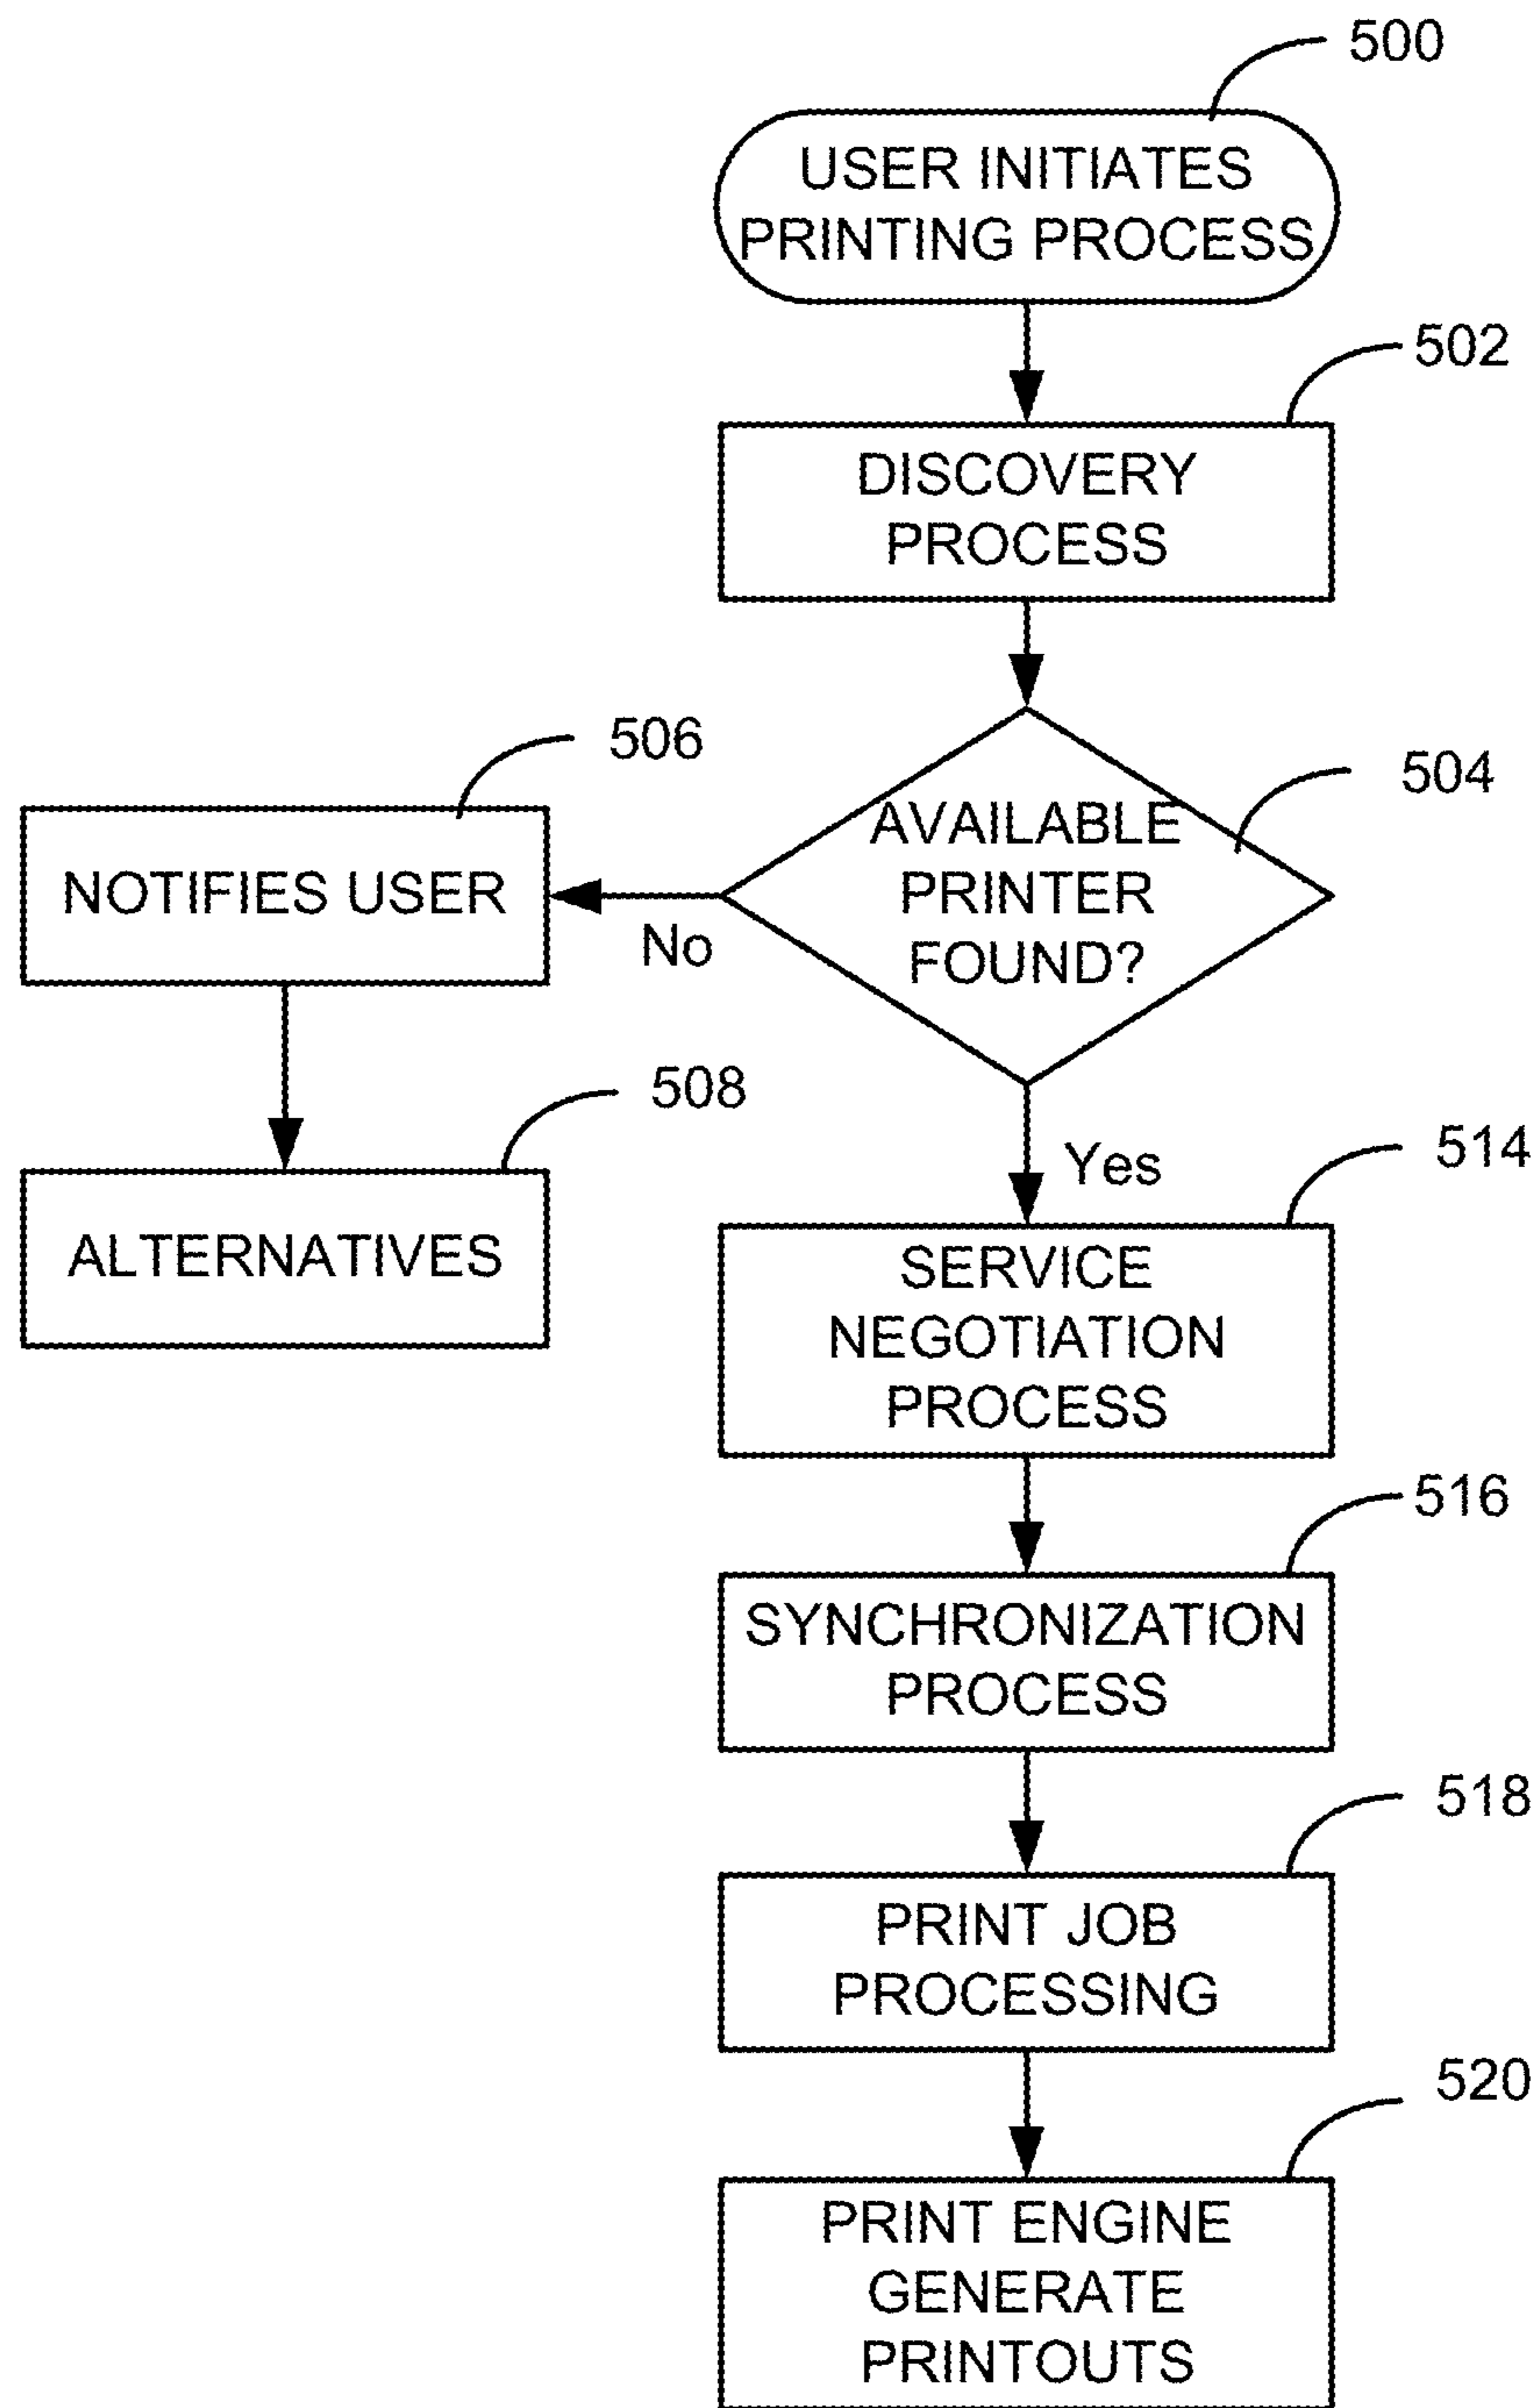 500
USER INITIATES
PRINTING PROCESS
502
DISCOVERY
PROCESS
506
504
AVAILABLE
PRINTER
FOUND?
NOTIFIES USER
No
508
ALTERNATIVES
Yes
514
SERVICE
NEGOTIATION
PROCESS
516
SYNCHRONIZATION
PROCESS
518
PRINT JOB
PROCESSING
520
PRINT ENGINE
GENERATE
PRINTOUTS